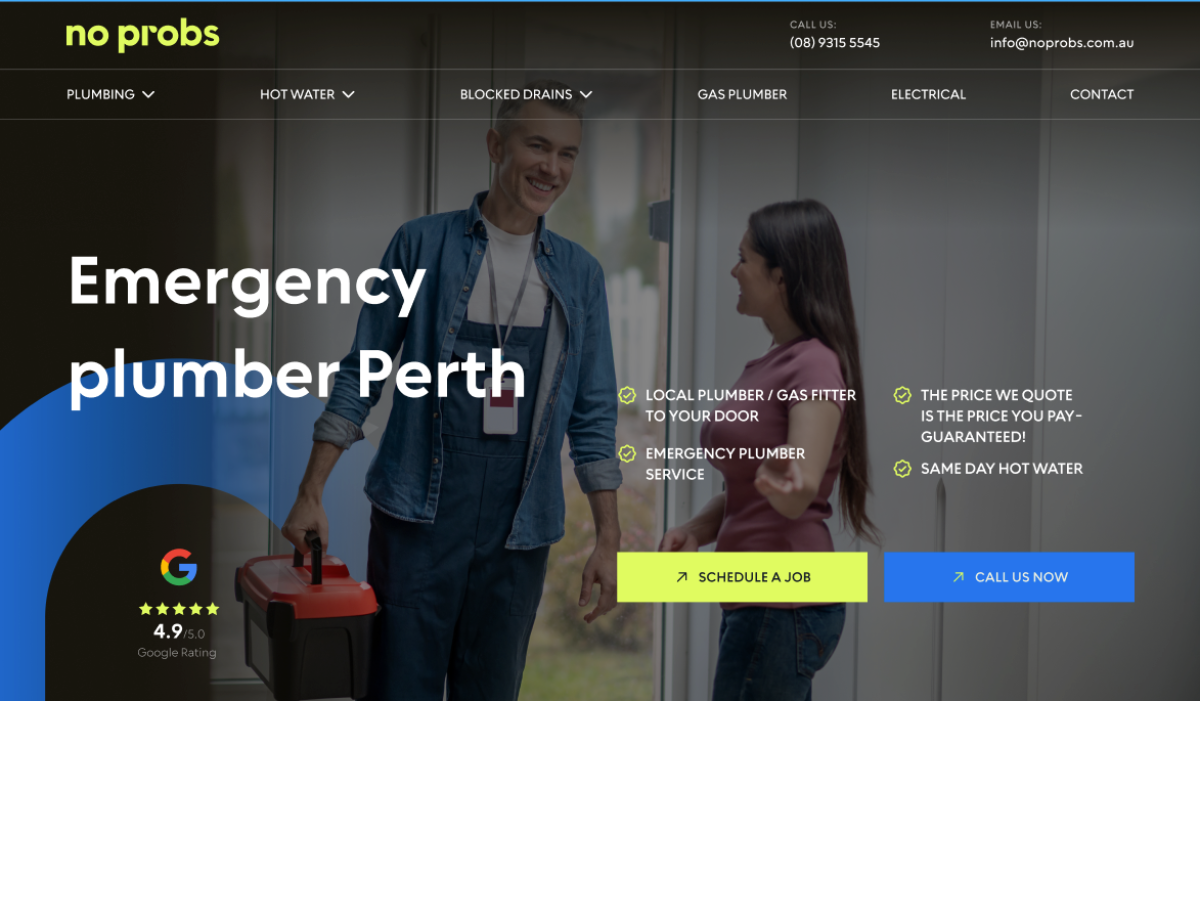 no probs
CALL US:
(08) 9315 5545
EMAIL US:
info@noprobs.com.au
PLUMBING
HOT WATER
BLOCKED DRAINS
GAS PLUMBER
ELECTRICAL
CONTACT
Emergency
plumber Perth
LOCAL PLUMBER / GAS FITTER
TO YOUR DOOR
EMERGENCY PLUMBER
SERVICE
THE PRICE WE QUOTE
IS THE PRICE YOU PAY-
GUARANTEED!
SAME DAY HOT WATER
SCHEDULE A JOB
CALL US NOW
4.9/5.0
Google Rating